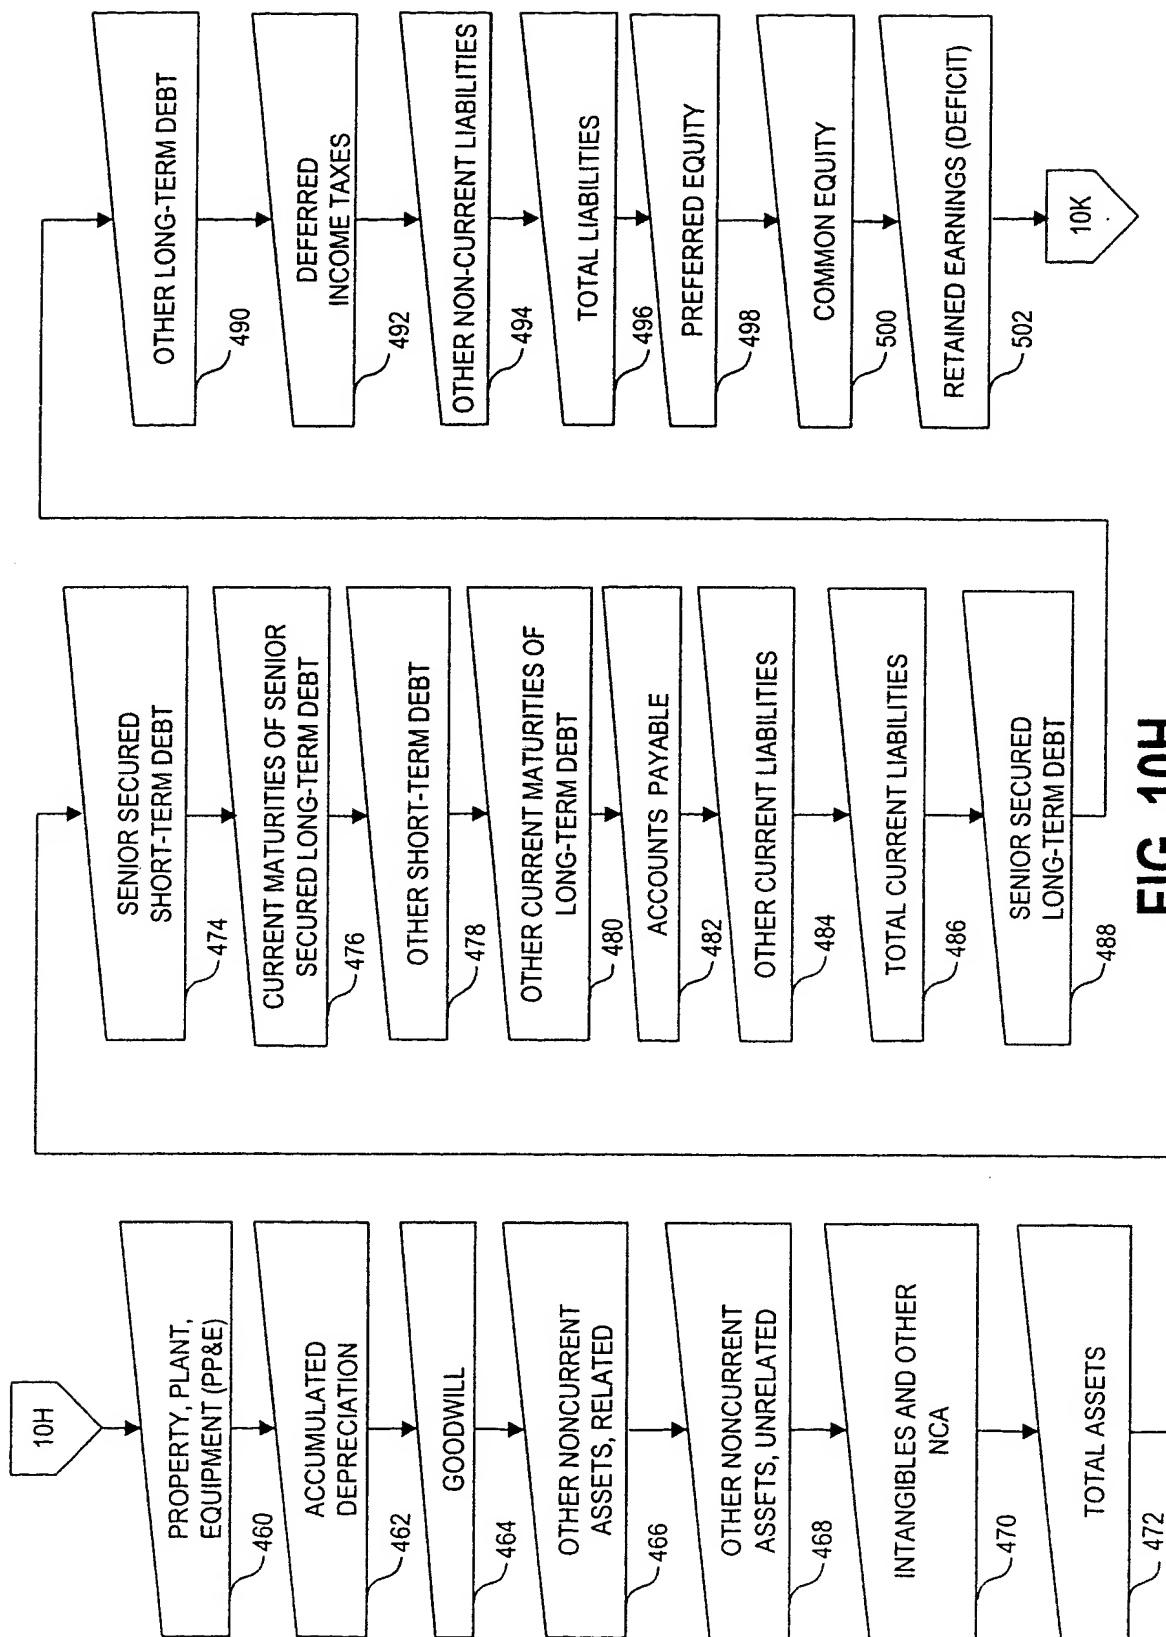 10H
PROPERTY, PLANT,
EQUIPMENT (PP&E)
460
ACCUMULATED
DEPRECIATION
462
GOODWILL
464
OTHER NONCURRENT
ASSETS, RELATED
466
OTHER NONCURRENT
ASSETS, UNRELATED
468
INTANGIBLES AND OTHER
NCA
470
TOTAL ASSETS
472
SENIOR SECURED
SHORT-TERM DEBT
474
CURRENT MATURITIES OF SENIOR
SECURED LONG-TERM DEBT
476
OTHER SHORT-TERM DEBT
478
OTHER CURRENT MATURITIES OF
LONG-TERM DEBT
480
ACCOUNTS PAYABLE
482
OTHER CURRENT LIABILITIES
484
TOTAL CURRENT LIABILITIES
486
SENIOR SECURED
LONG-TERM DEBT
488
OTHER LONG-TERM DEBT
490
DEFERRED
INCOME TAXES
492
OTHER NON-CURRENT LIABILITIES
494
TOTAL LIABILITIES
496
PREFERRED EQUITY
498
COMMON EQUITY
500
RETAINED EARNINGS (DEFICIT)
502
10K
FIG. 10H